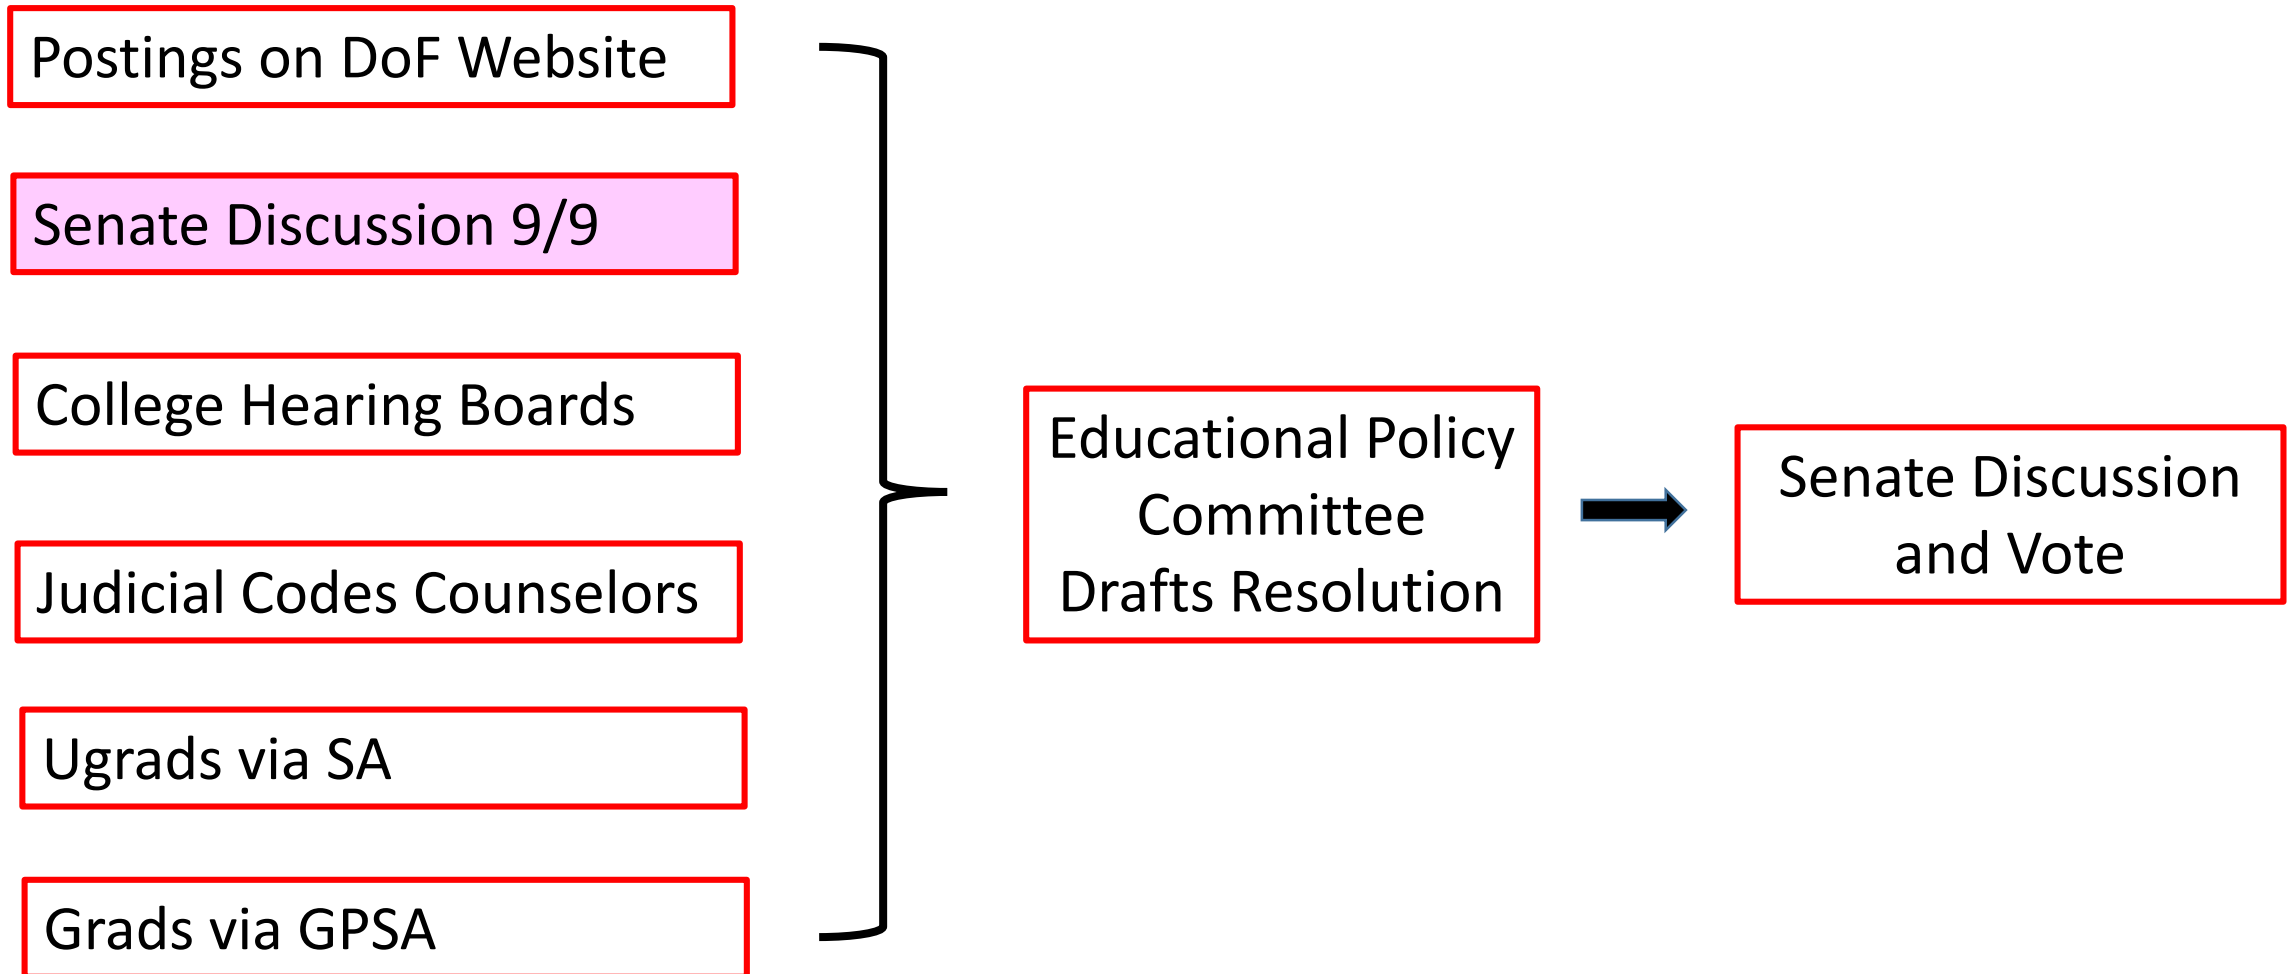 Postings on DoF Website
Senate Discussion 9/9
College Hearing Boards
Judicial Codes Counselors
Ugrads via SA
Grads via GPSA
Educational Policy
Committee
Drafts Resolution
Senate Discussion
and Vote